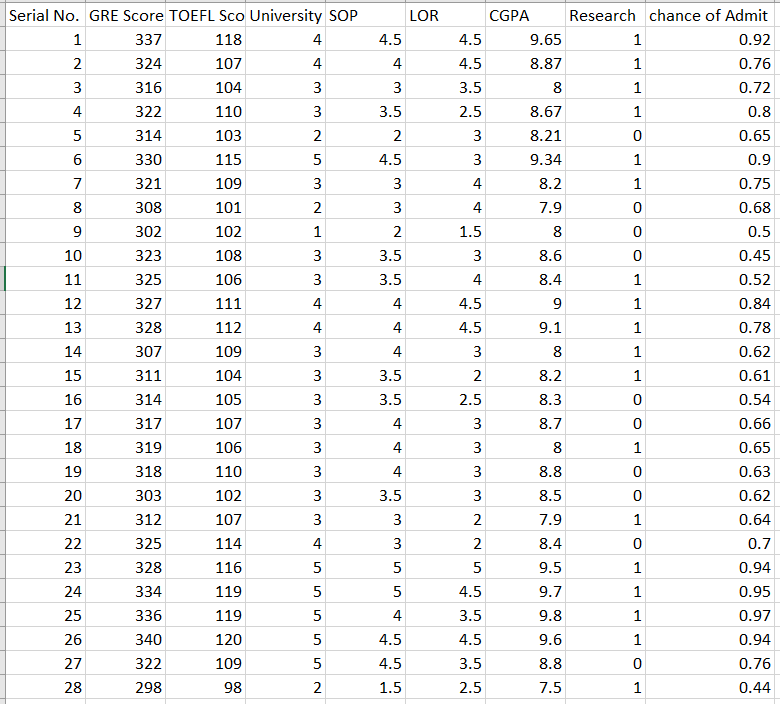 Serial No. GRE Score TOEFL Sco University SOP LOR CGPA Research chance of Admit
1 337 118 4 4.5 4.5 9.65 1 0.92
2 324 107 4 4 4.5 8.87 1 0.76
3 316 104 3 3 3.5 8 1 0.72
4 322 110 3 3.5 2.5 8.67 1 0.8
5 314 103 2 2 3 8.21 0 0.65
6 330 115 5 4.5 3 9.34 1 0.9
7 321 109 3 3 4 8.2 1 0.75
8 308 101 2 3 4 7.9 0 0.68
9 302 102 1 2 1.5 8 0 0.5
10 323 108 3 3.5 3 8.6 0 0.45
11 325 106 3 3.5 4 8.4 1 0.52
12 327 111 4 4 4.5 9 1 0.84
13 328 112 4 4 4.5 9.1 1 0.78
14 307 109 3 4 3 8 1 0.62
15 311 104 3 3.5 2 8.2 1 0.61
16 314 105 3 3.5 2.5 8.3 0 0.54
17 317 107 3 4 3 8.7 0 0.66
18 319 106 3 4 3 8 1 0.65
19 318 110 3 4 3 8.8 0 0.63
20 303 102 3 3.5 3 8.5 0 0.62
21 312 107 3 3 2 7.9 1 0.64
22 325 114 4 3 2 8.4 0 0.7
23 328 116 5 5 5 9.5 1 0.94
24 334 119 5 5 4.5 9.7 1 0.95
25 336 119 5 4 3.5 9.8 1 0.97
26 340 120 5 4.5 4.5 9.6 1 0.94
27 322 109 5 4.5 3.5 8.8 0 0.76
28 298 98 2 1.5 2.5 7.5 1 0.44